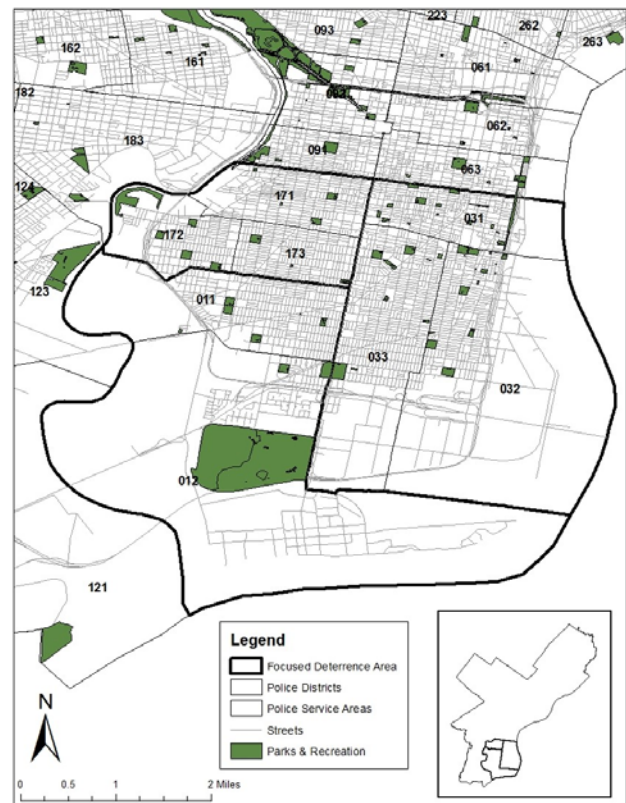 093
223
262
263
162
161
061
182
062
183
091
063
124
171
031
172
173
123
011
033
032
012
121
Legend
Focused Deterrence Area
Police Districts
Police Service Areas
Streets
Parks & Recreation
N
0 0.5 1 2 Miles